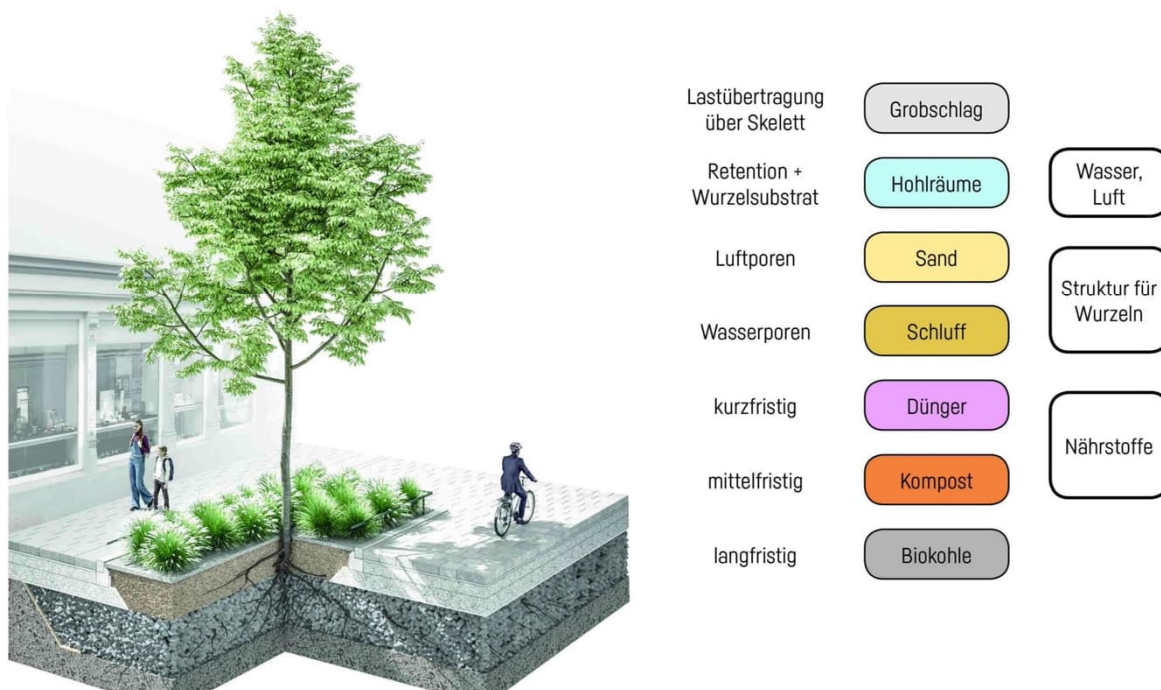 Lastübertragung
über Skelett
Grobschlag
Retention +
Wurzelsubstrat
Hohlräume
Wasser,
Luft
Luftporen
Sand
Struktur für
Wurzeln
Wasserporen
Schluff
kurzfristig
Dünger
Nährstoffe
mittelfristig
Kompost
langfristig
Biokohle